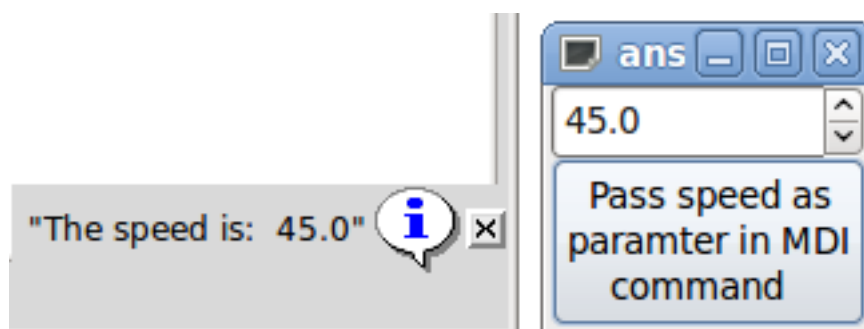 "The speed is:  45.0" i
ans
45.0
Pass speed as
paramter in MDI
command